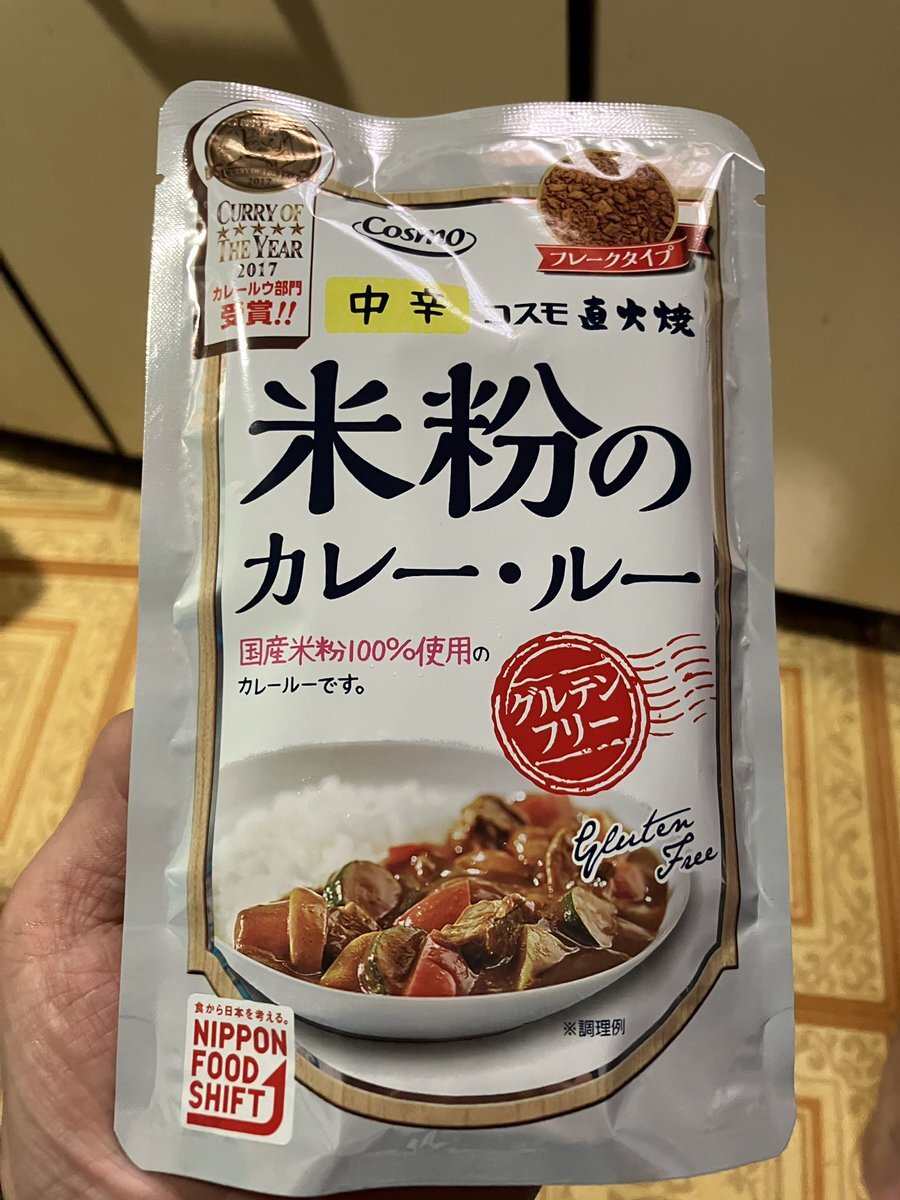 2017
CURRY OF
THE YEAR
2017
カレールウ部門
受賞!!
Cosmo
フレークタイプ
中辛
コスモ 直火焼
米粉の
カレー・ルー
国産米粉100%使用の
カレールーです。
グルテン
フリー
Gluten
Free
※調理例
食から日本を考える。
NIPPON
FOOD
SHIFT